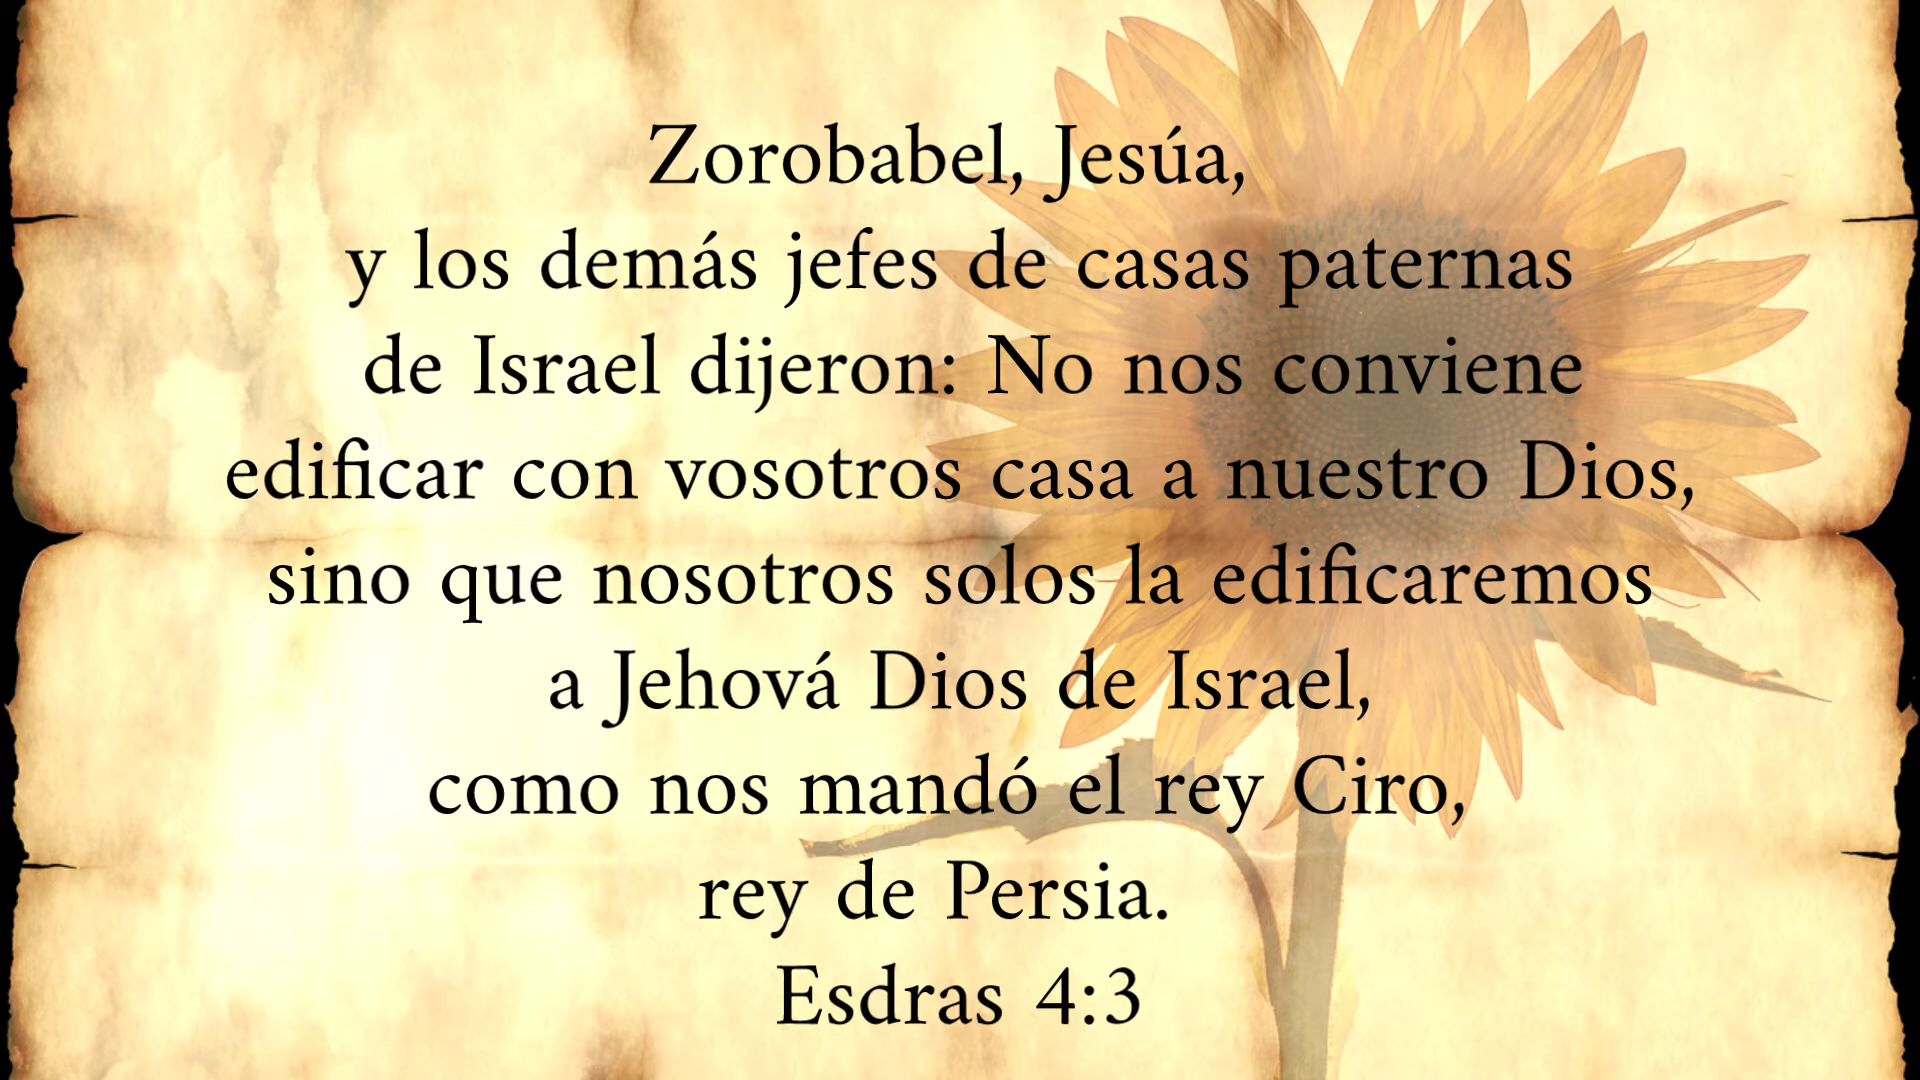 Zorobabel, Jesúa,
y los demás jefes de casas paternas
de Israel dijeron: No nos conviene
edificar con vosotros casa a nuestro Dios,
sino que nosotros solos la edificaremos
a Jehová Dios de Israel,
como nos mandó el rey Ciro,
rey de Persia.
Esdras 4:3